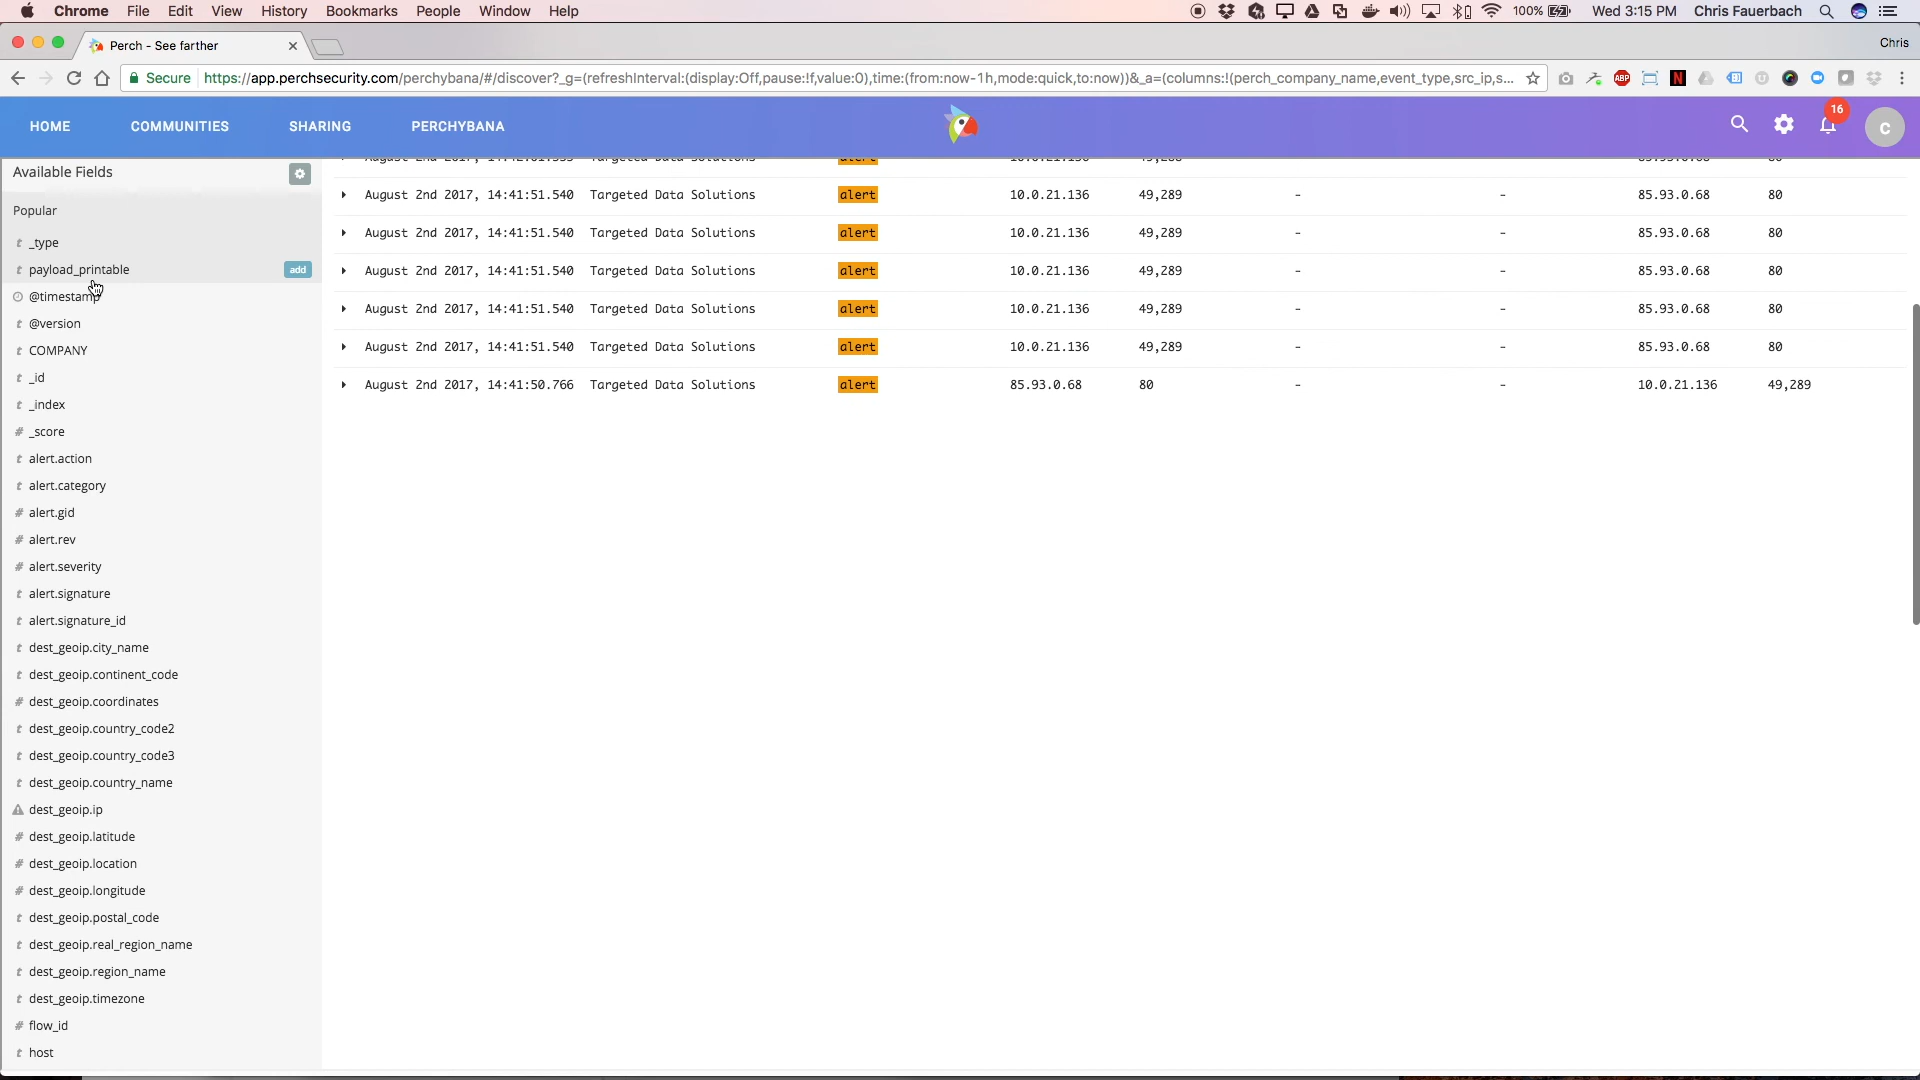 Chrome File Edit View History Bookmarks People Window Help 100% Wed 3:15 PM Chris Fauerbach
Perch - See farther Chris
Secure https://app.perchsecurity.com/perchybana/#/discover?_g=(refreshInterval:(display:Off,pause:!f,value:0),time:(from:now-1h,mode:quick,to:now))&_a=(columns:!(perch_company_name,event_type,src_ip,s... ABP N
HOME COMMUNITIES SHARING PERCHYBANA 16 C
Available Fields
Targeted Data Solutions alert
August 2nd 2017, 14:41:51.540 Targeted Data Solutions alert 10.0.21.136 49,289 - - 85.93.0.68 80
Popular
August 2nd 2017, 14:41:51.540 Targeted Data Solutions alert 10.0.21.136 49,289 - - 85.93.0.68 80
t _type
t payload_printable add
August 2nd 2017, 14:41:51.540 Targeted Data Solutions alert 10.0.21.136 49,289 - - 85.93.0.68 80
@timestamp
August 2nd 2017, 14:41:51.540 Targeted Data Solutions alert 10.0.21.136 49,289 - - 85.93.0.68 80
t @version
August 2nd 2017, 14:41:51.540 Targeted Data Solutions alert 10.0.21.136 49,289 - - 85.93.0.68 80
t COMPANY
t _id
August 2nd 2017, 14:41:50.766 Targeted Data Solutions alert 85.93.0.68 80 - - 10.0.21.136 49,289
t _index
# _score
t alert.action
t alert.category
# alert.gid
# alert.rev
# alert.severity
t alert.signature
t alert.signature_id
t dest_geoip.city_name
t dest_geoip.continent_code
# dest_geoip.coordinates
t dest_geoip.country_code2
t dest_geoip.country_code3
t dest_geoip.country_name
dest_geoip.ip
# dest_geoip.latitude
# dest_geoip.location
# dest_geoip.longitude
t dest_geoip.postal_code
t dest_geoip.real_region_name
t dest_geoip.region_name
t dest_geoip.timezone
# flow_id
t host